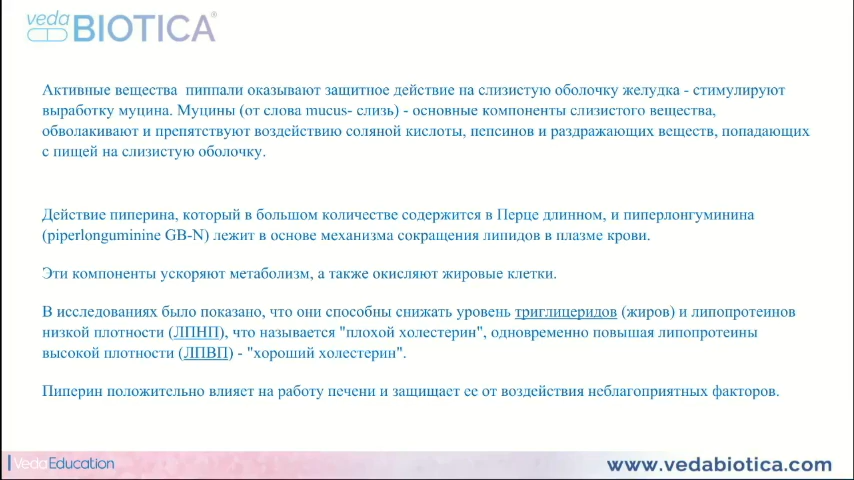 veda
BIOTICA®
Активные вещества пиппали оказывают защитное действие на слизистую оболочку желудка - стимулируют
выработку муцина. Муцины (от слова mucus- слизь) - основные компоненты слизистого вещества,
обволакивают и препятствуют воздействию соляной кислоты, пепсинов и раздражающих веществ, попадающих
с пищей на слизистую оболочку.
Действие пиперина, который в большом количестве содержится в Перце длинном, и пиперлонгуминина
(piperlonguminine GB-N) лежит в основе механизма сокращения липидов в плазме крови.
Эти компоненты ускоряют метаболизм, а также окисляют жировые клетки.
В исследованиях было показано, что они способны снижать уровень триглицеридов (жиров) и липопротеинов
низкой плотности (ЛПНП), что называется "плохой холестерин", одновременно повышая липопротеины
высокой плотности (ЛПВП) - "хороший холестерин".
Пиперин положительно влияет на работу печени и защищает ее от воздействия неблагоприятных факторов.
VedaEducation
www.vedabiotica.com